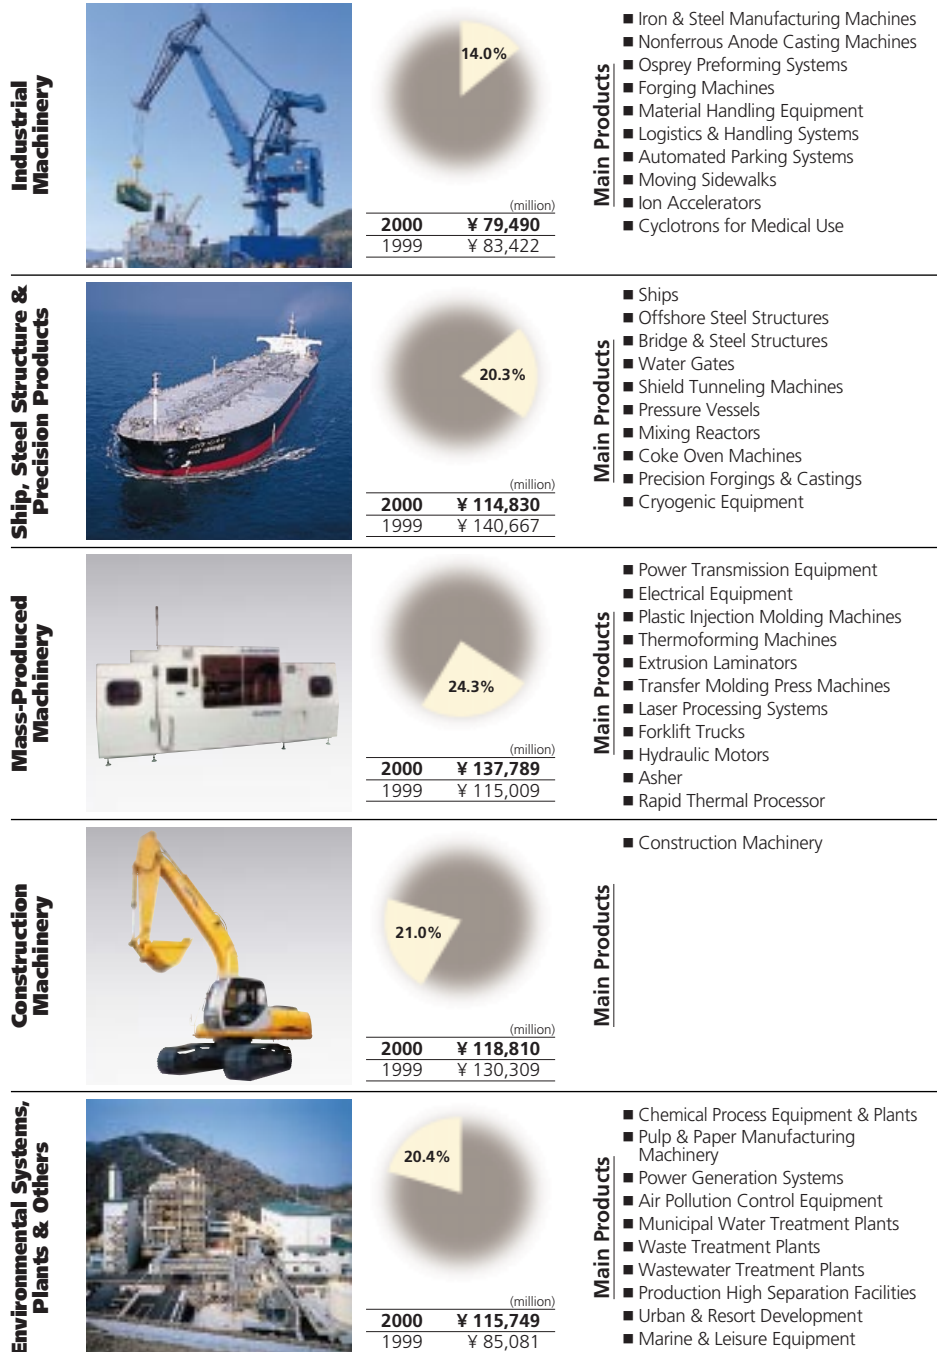 Industrial
Machinery
14.0%
(million)
2000 ¥ 79,490
1999 ¥ 83,422
Main Products
■ Iron & Steel Manufacturing Machines
■ Nonferrous Anode Casting Machines
■ Osprey Preforming Systems
■ Forging Machines
■ Material Handling Equipment
■ Logistics & Handling Systems
■ Automated Parking Systems
■ Moving Sidewalks
■ Ion Accelerators
■ Cyclotrons for Medical Use
Ship, Steel Structure &
Precision Products
20.3%
(million)
2000 ¥ 114,830
1999 ¥ 140,667
Main Products
■ Ships
■ Offshore Steel Structures
■ Bridge & Steel Structures
■ Water Gates
■ Shield Tunneling Machines
■ Pressure Vessels
■ Mixing Reactors
■ Coke Oven Machines
■ Precision Forgings & Castings
■ Cryogenic Equipment
Mass-Produced
Machinery
24.3%
(million)
2000 ¥ 137,789
1999 ¥ 115,009
Main Products
■ Power Transmission Equipment
■ Electrical Equipment
■ Plastic Injection Molding Machines
■ Thermoforming Machines
■ Extrusion Laminators
■ Transfer Molding Press Machines
■ Laser Processing Systems
■ Forklift Trucks
■ Hydraulic Motors
■ Asher
■ Rapid Thermal Processor
Construction
Machinery
21.0%
(million)
2000 ¥ 118,810
1999 ¥ 130,309
Main Products
■ Construction Machinery
Environmental Systems,
Plants & Others
20.4%
(million)
2000 ¥ 115,749
1999 ¥ 85,081
Main Products
■ Chemical Process Equipment & Plants
■ Pulp & Paper Manufacturing
Machinery
■ Power Generation Systems
■ Air Pollution Control Equipment
■ Municipal Water Treatment Plants
■ Waste Treatment Plants
■ Wastewater Treatment Plants
■ Production High Separation Facilities
■ Urban & Resort Development
■ Marine & Leisure Equipment